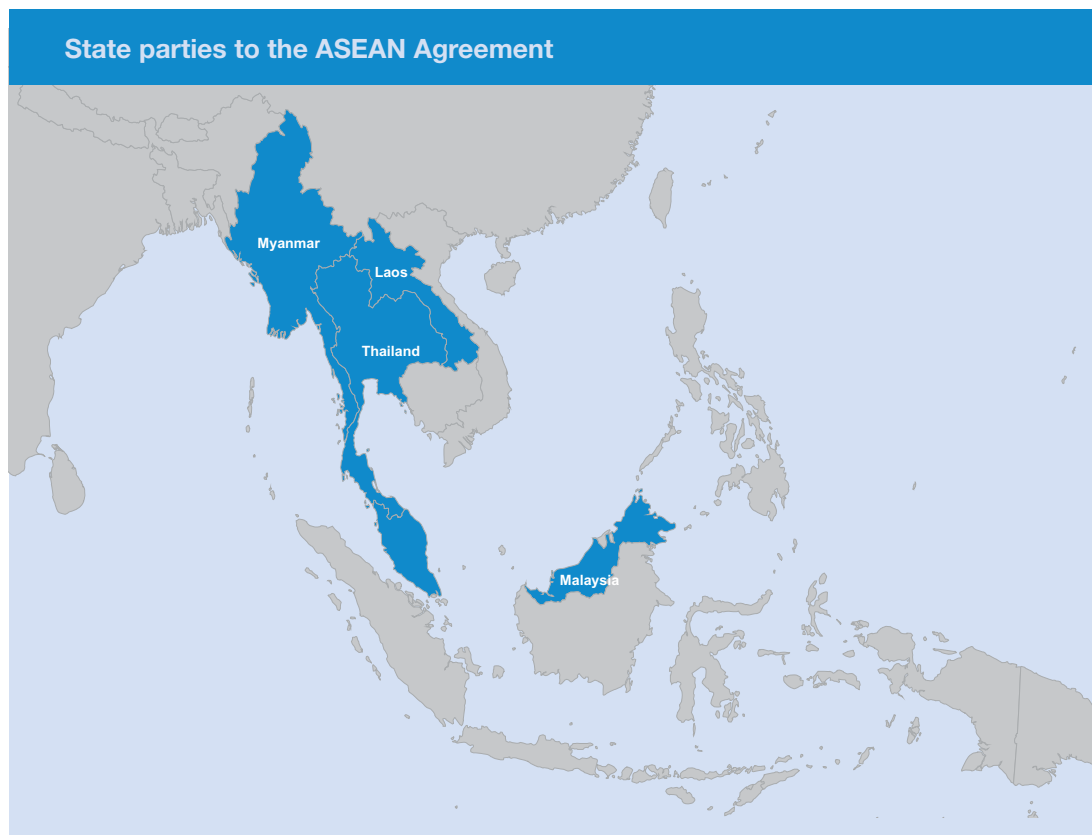 State parties to the ASEAN Agreement
Myanmar
Laos
Thailand
Malaysia